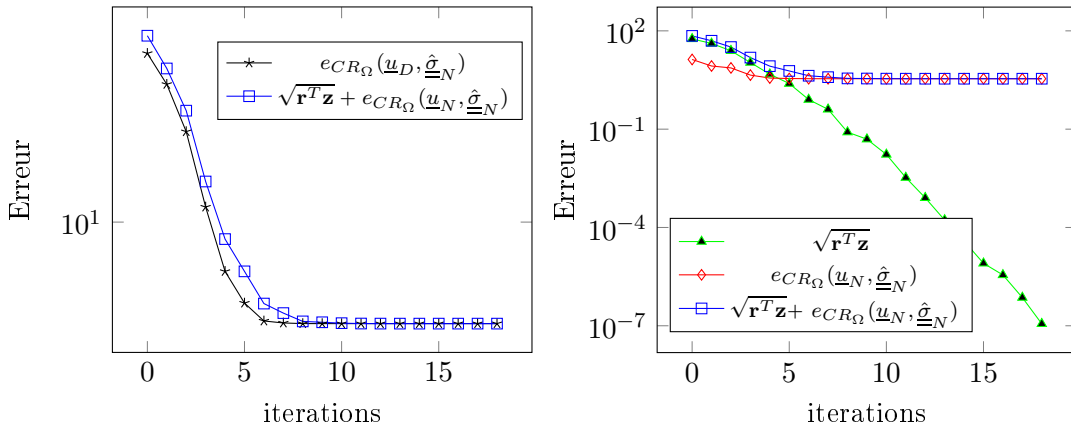 Erreur
10^1
e_{CR_Ω}(u_D, σ̂_N)
√r^T z + e_{CR_Ω}(u_N, σ̂_N)
0 5 10 15
iterations
Erreur
10^2
10^{-1}
10^{-4}
10^{-7}
√r^T z
e_{CR_Ω}(u_N, σ̂_N)
√r^T z+ e_{CR_Ω}(u_N, σ̂_N)
0 5 10 15
iterations